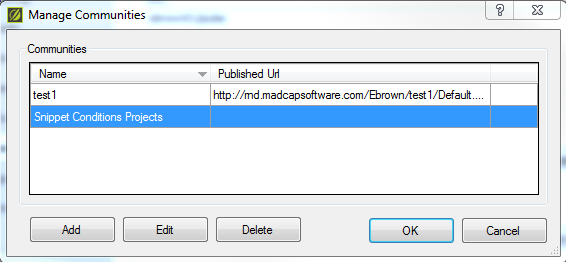 Manage Communities
Communities
Name Published Url
test1 http://rnd.madcapsoftware.com/Ebrown/test1/Default....
Snippet Conditions Projects
Add Edit Delete OK Cancel